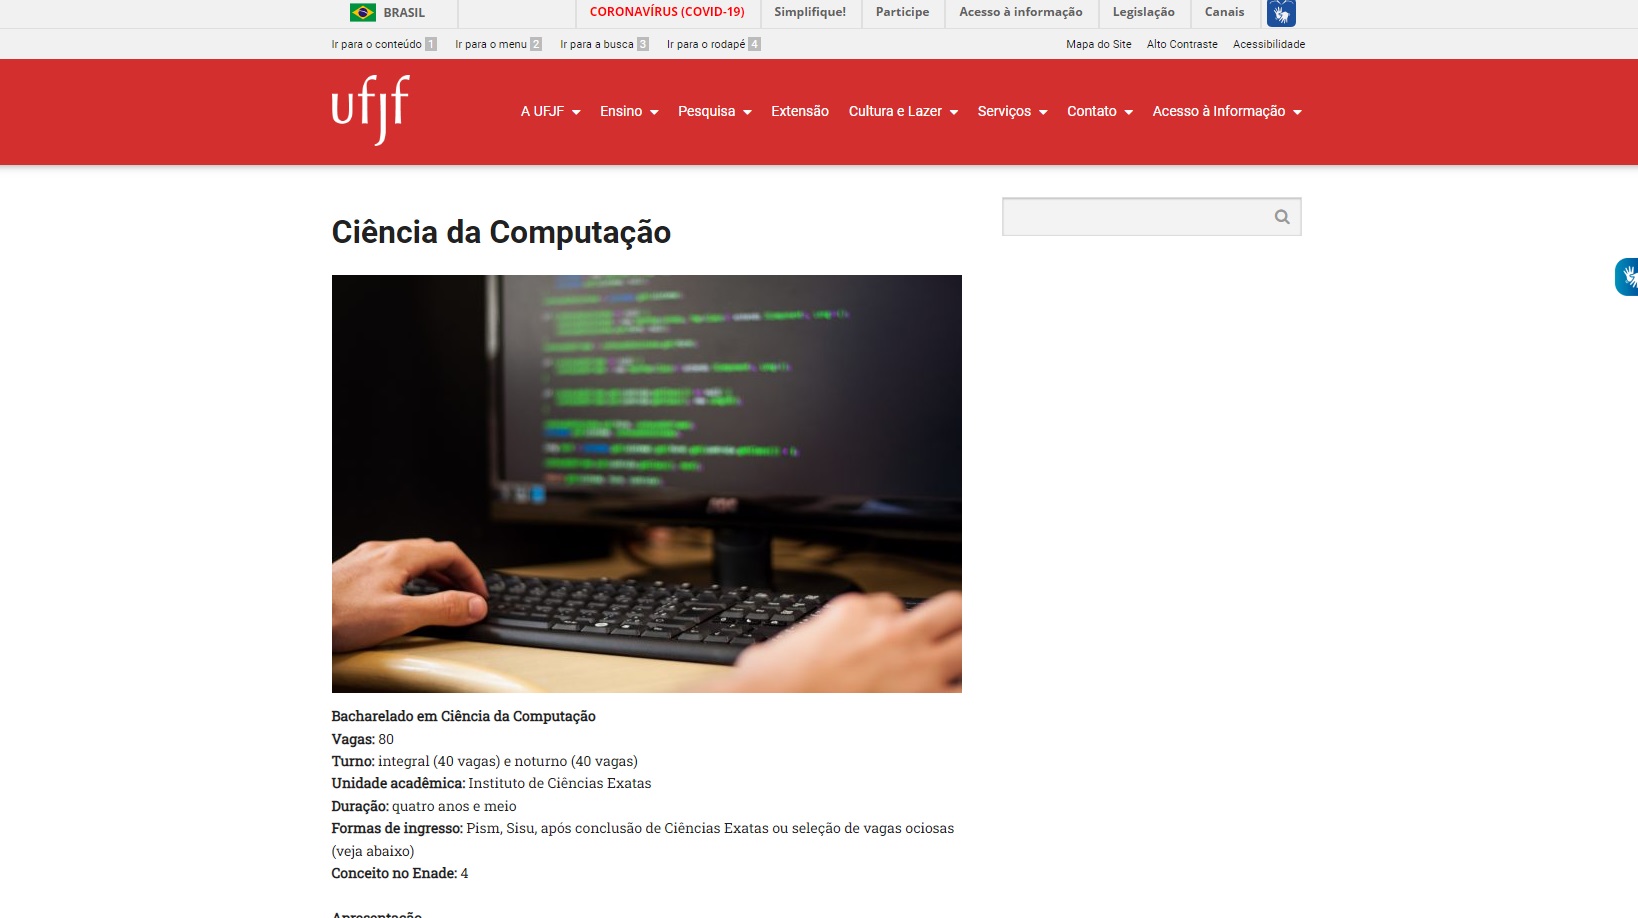 BRASIL
CORONAVÍRUS (COVID-19)
Simplifique!
Participe
Acesso à informação
Legislação
Canais
Ir para o conteúdo 1
Ir para o menu 2
Ir para a busca 3
Ir para o rodapé 4
Mapa do Site
Alto Contraste
Acessibilidade
ufjf
A UFJF
Ensino
Pesquisa
Extensão
Cultura e Lazer
Serviços
Contato
Acesso à Informação
Ciência da Computação
Bacharelado em Ciência da Computação
Vagas: 80
Turno: integral (40 vagas) e noturno (40 vagas)
Unidade acadêmica: Instituto de Ciências Exatas
Duração: quatro anos e meio
Formas de ingresso: Pism, Sisu, após conclusão de Ciências Exatas ou seleção de vagas ociosas
(veja abaixo)
Conceito no Enade: 4
Apresentação